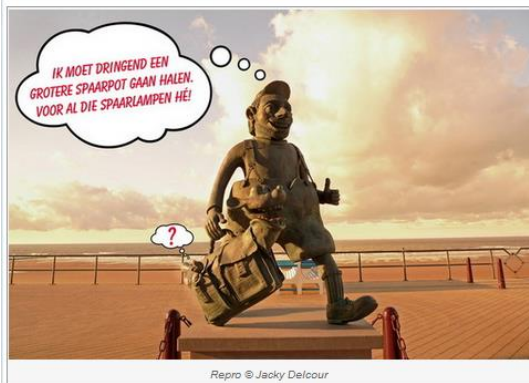 IK MOET DRINGEND EEN
GROTERE SPAARPOT GAAN HALEN.
VOOR AL DIE SPAARLAMPEN HÉ!
?
Repro © Jacky Delcour